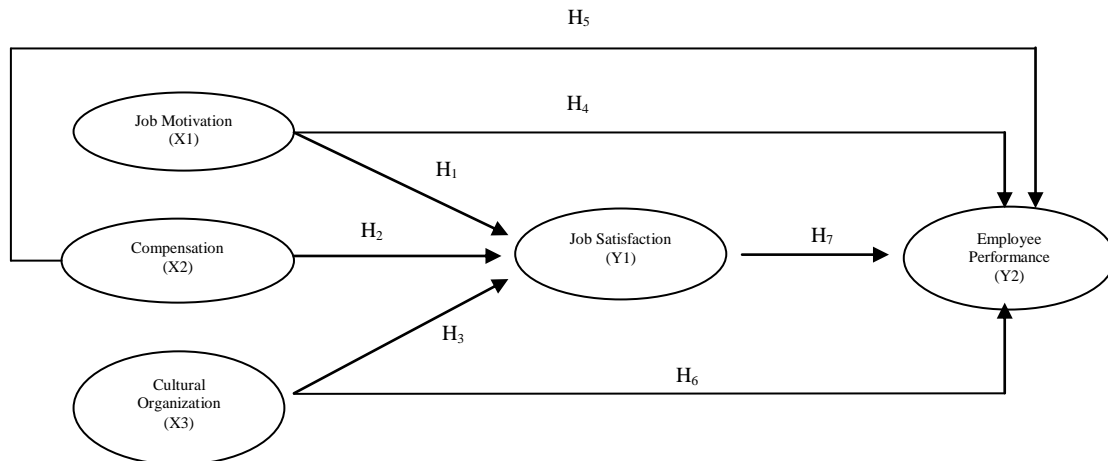 H5
H4
Job Motivation
(X1)
H1
H2
Compensation
(X2)
Job Satisfaction
(Y1)
H7
Employee
Performance
(Y2)
H3
Cultural
Organization
(X3)
H6